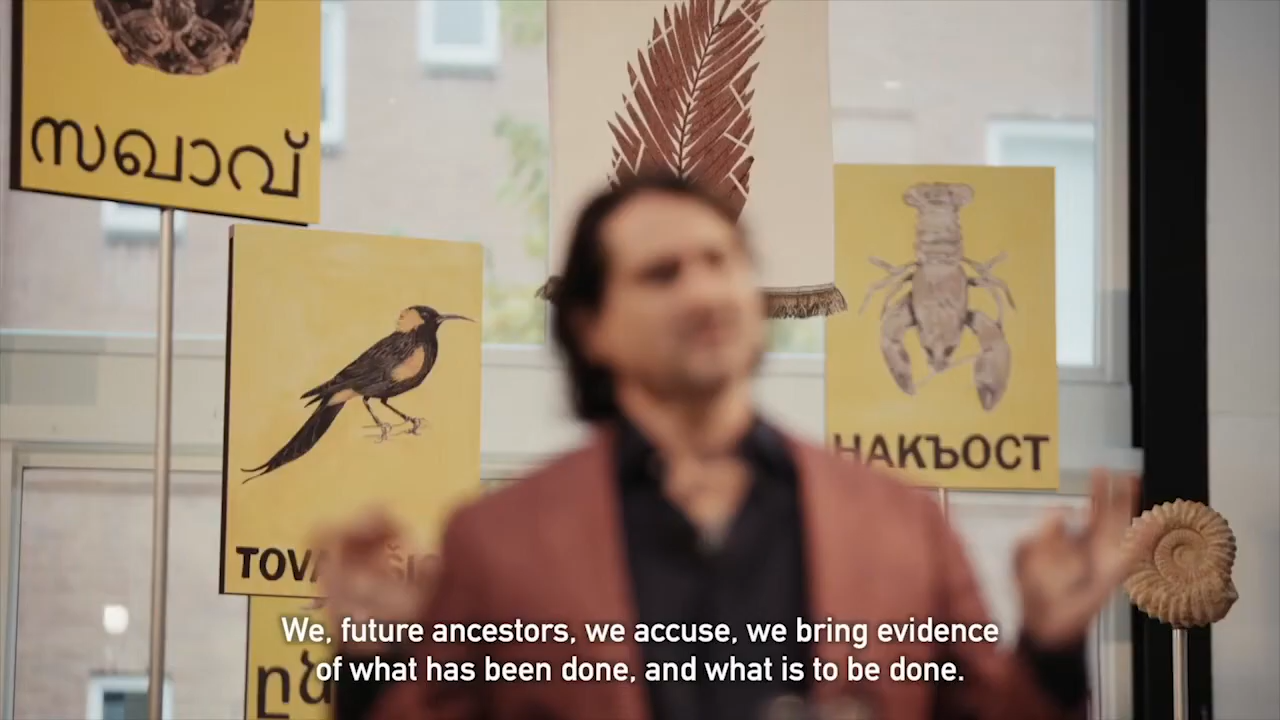 സഖാവ്
НАКЪОСТ
We, future ancestors, we accuse, we bring evidence
of what has been done, and what is to be done.